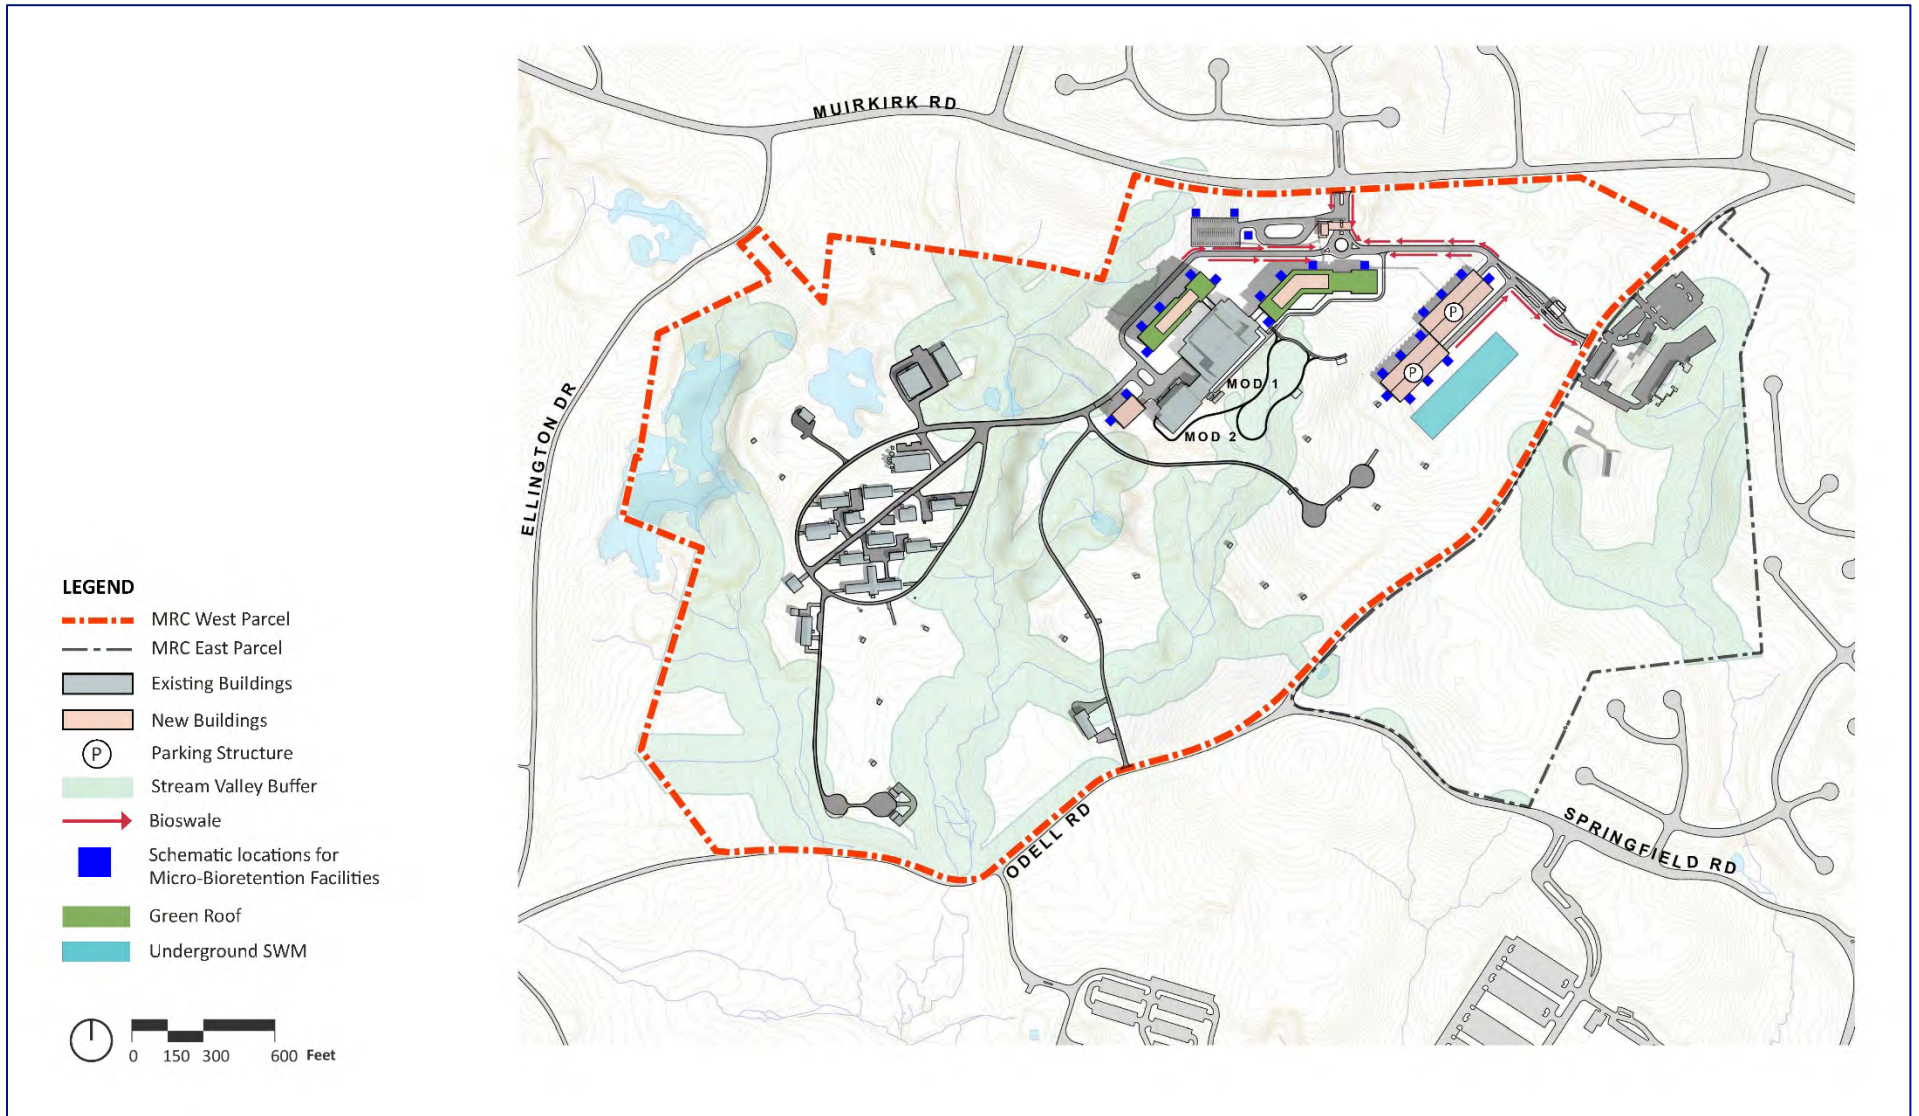 MUIRKIRK RD
MOD 1
MOD 2
P
P
ELLINGTON DR
ODELL RD
SPRINGFIELD RD
LEGEND
MRC West Parcel
MRC East Parcel
Existing Buildings
New Buildings
P
Parking Structure
Stream Valley Buffer
Bioswale
Schematic locations for
Micro-Bioretention Facilities
Green Roof
Underground SWM
0 150 300 600 Feet